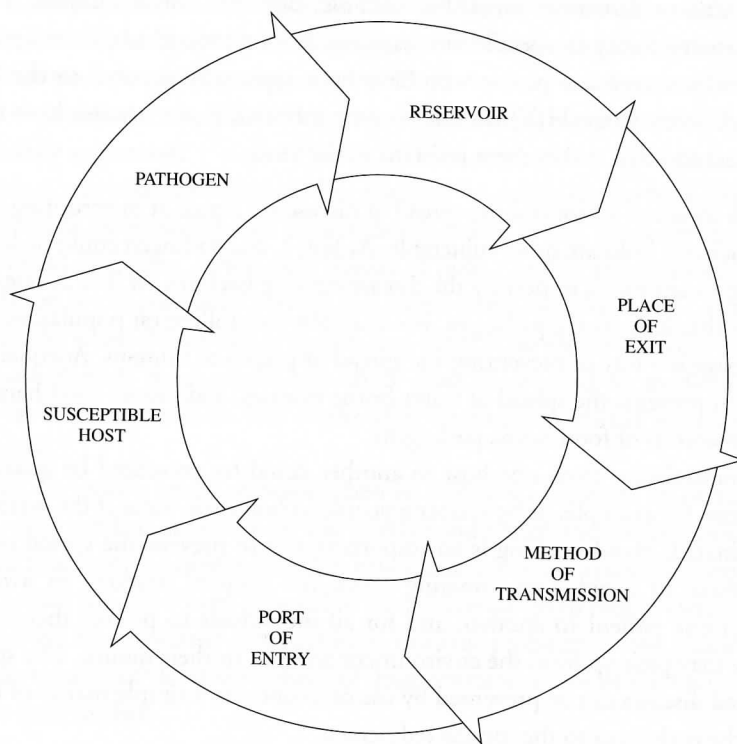 PATHOGEN
RESERVOIR
PLACE
OF
EXIT
METHOD
OF
TRANSMISSION
PORT
OF
ENTRY
SUSCEPTIBLE
HOST